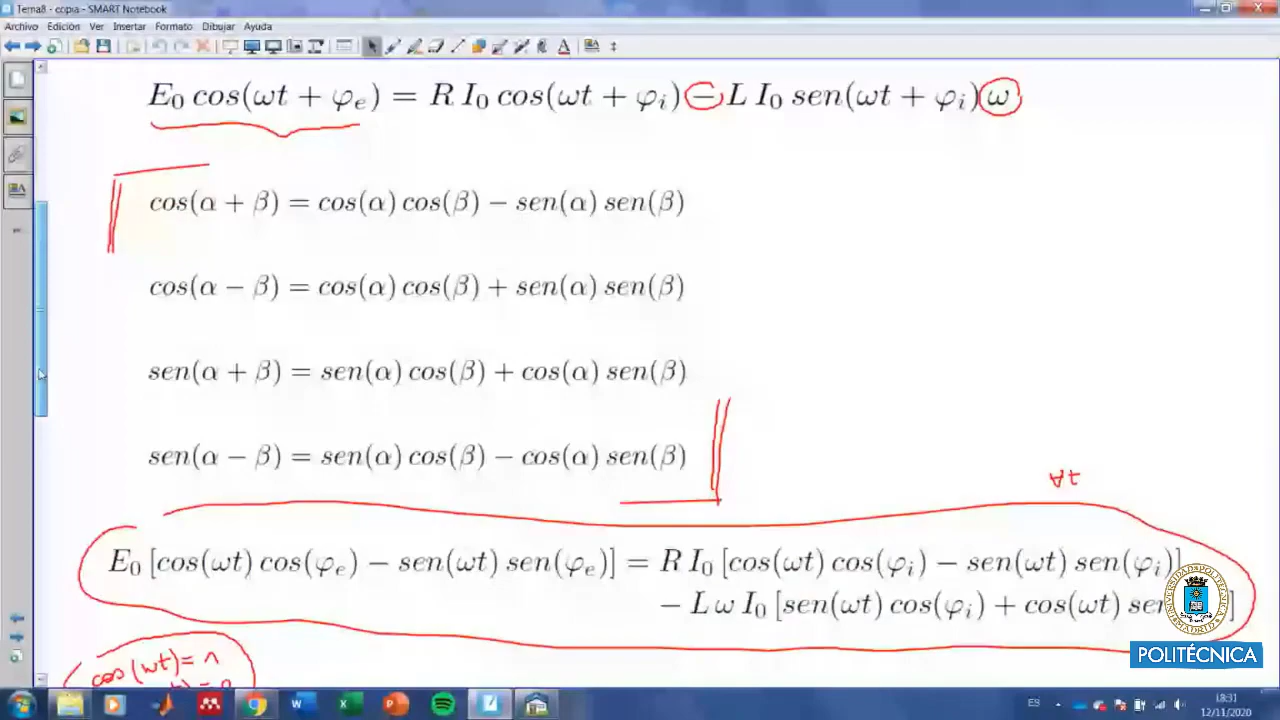 Tema8 - copia - SMART Notebook
Archivo Edición Ver Insertar Formato Dibujar Ayuda
E₀ cos(ωt + φₑ) = R I₀ cos(ωt + φᵢ) − L I₀ sen(ωt + φᵢ) ω
cos(α + β) = cos(α) cos(β) − sen(α) sen(β)
cos(α − β) = cos(α) cos(β) + sen(α) sen(β)
sen(α + β) = sen(α) cos(β) + cos(α) sen(β)
sen(α − β) = sen(α) cos(β) − cos(α) sen(β)
∀t
E₀ [cos(ωt) cos(φₑ) − sen(ωt) sen(φₑ)] = R I₀ [cos(ωt) cos(φᵢ) − sen(ωt) sen(φᵢ)]
− L ω I₀ [sen(ωt) cos(φᵢ) + cos(ωt) se ]
cos(ωt) = 1
POLITÉCNICA
ES 18:31
12/11/2020